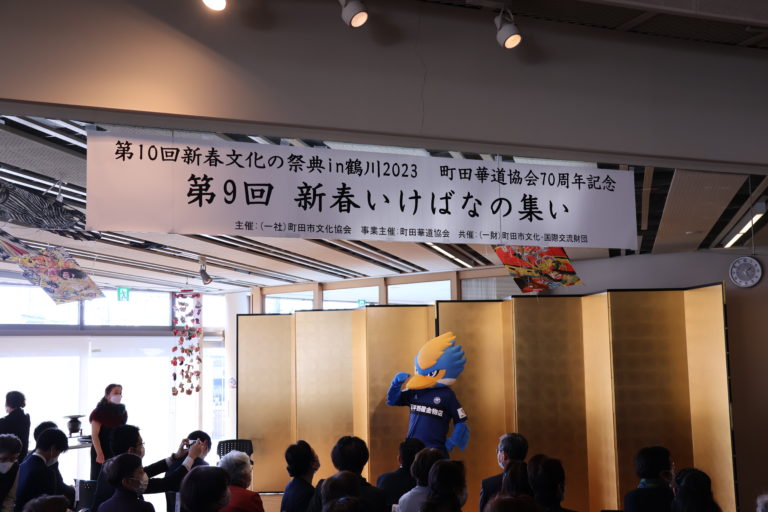 第10回新春文化の祭典in鶴川2023　町田華道協会70周年記念
第9回 新春いけばなの集い
主催:(一社)町田市文化協会　事業主催:町田華道協会　共催:(一財)町田市文化・国際交流財団